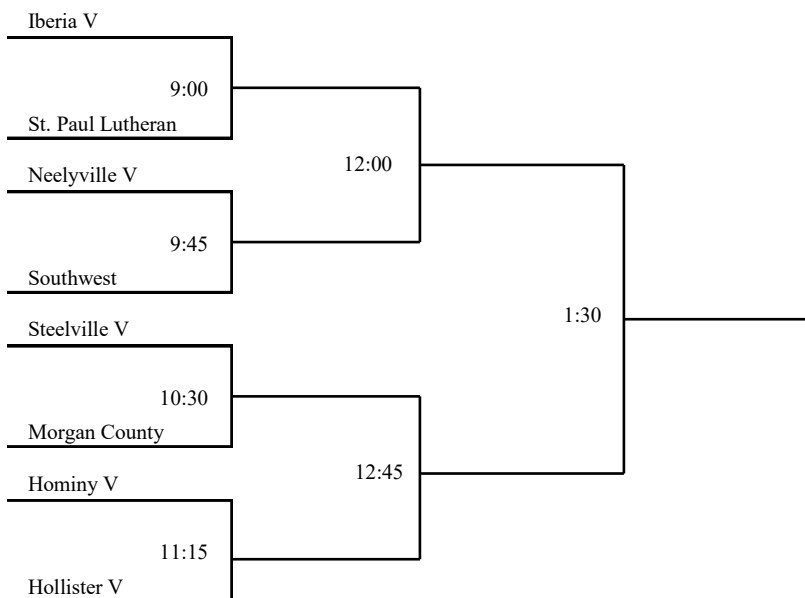 Iberia V
9:00
St. Paul Lutheran
12:00
Neelyville V
9:45
Southwest
1:30
Steelville V
10:30
Morgan County
12:45
Hominy V
11:15
Hollister V